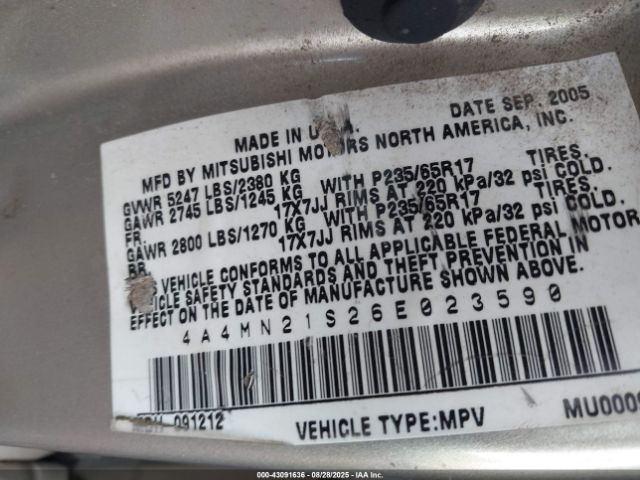 MADE IN U.S.A. DATE SEP. 2005
MFD BY MITSUBISHI MOTORS NORTH AMERICA, INC.
GVWR 5247 LBS/2380 KG
GAWR 2745 LBS/1245 KG WITH P235/65R17 TIRES.
FR. 17X7JJ RIMS AT 220 kPa/32 psi COLD.
GAWR 2800 LBS/1270 KG WITH P235/65R17 TIRES.
RR. 17X7JJ RIMS AT 220 kPa/32 psi COLD.
THIS VEHICLE CONFORMS TO ALL APPLICABLE FEDERAL MOTOR
VEHICLE SAFETY STANDARDS AND THEFT PREVENTION IN
EFFECT ON THE DATE OF MANUFACTURE SHOWN ABOVE.
4A4MN21S26E023590
091212 VEHICLE TYPE:MPV MU000
000-43091636 - 08/28/2025 - IAA Inc.